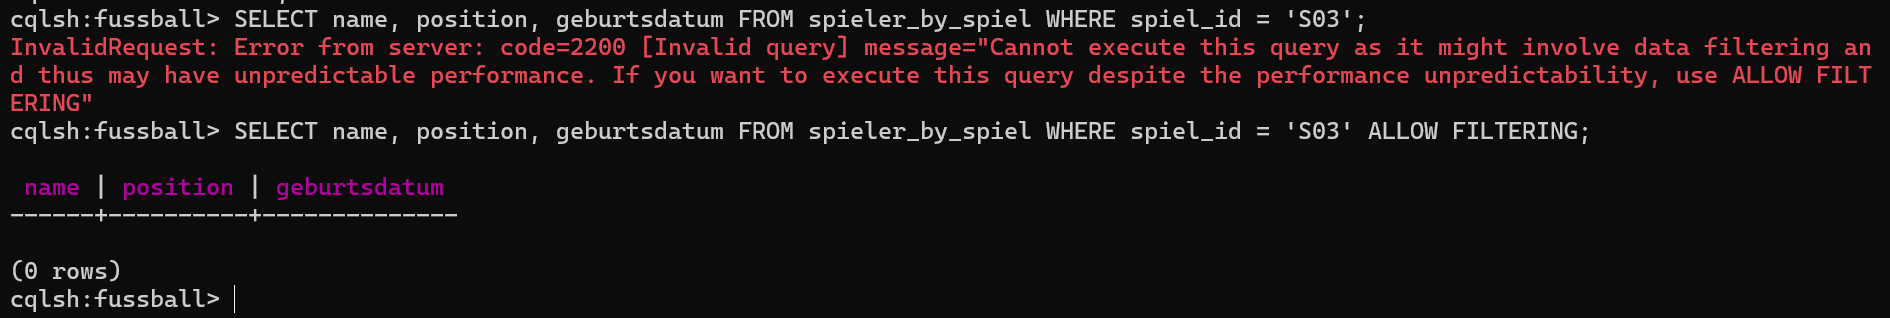 cqlsh:fussball> SELECT name, position, geburtsdatum FROM spieler_by_spiel WHERE spiel_id = 'S03';
InvalidRequest: Error from server: code=2200 [Invalid query] message="Cannot execute this query as it might involve data filtering an
d thus may have unpredictable performance. If you want to execute this query despite the performance unpredictability, use ALLOW FILT
ERING"
cqlsh:fussball> SELECT name, position, geburtsdatum FROM spieler_by_spiel WHERE spiel_id = 'S03' ALLOW FILTERING;
 name | position | geburtsdatum
------+----------+--------------
(0 rows)
cqlsh:fussball>